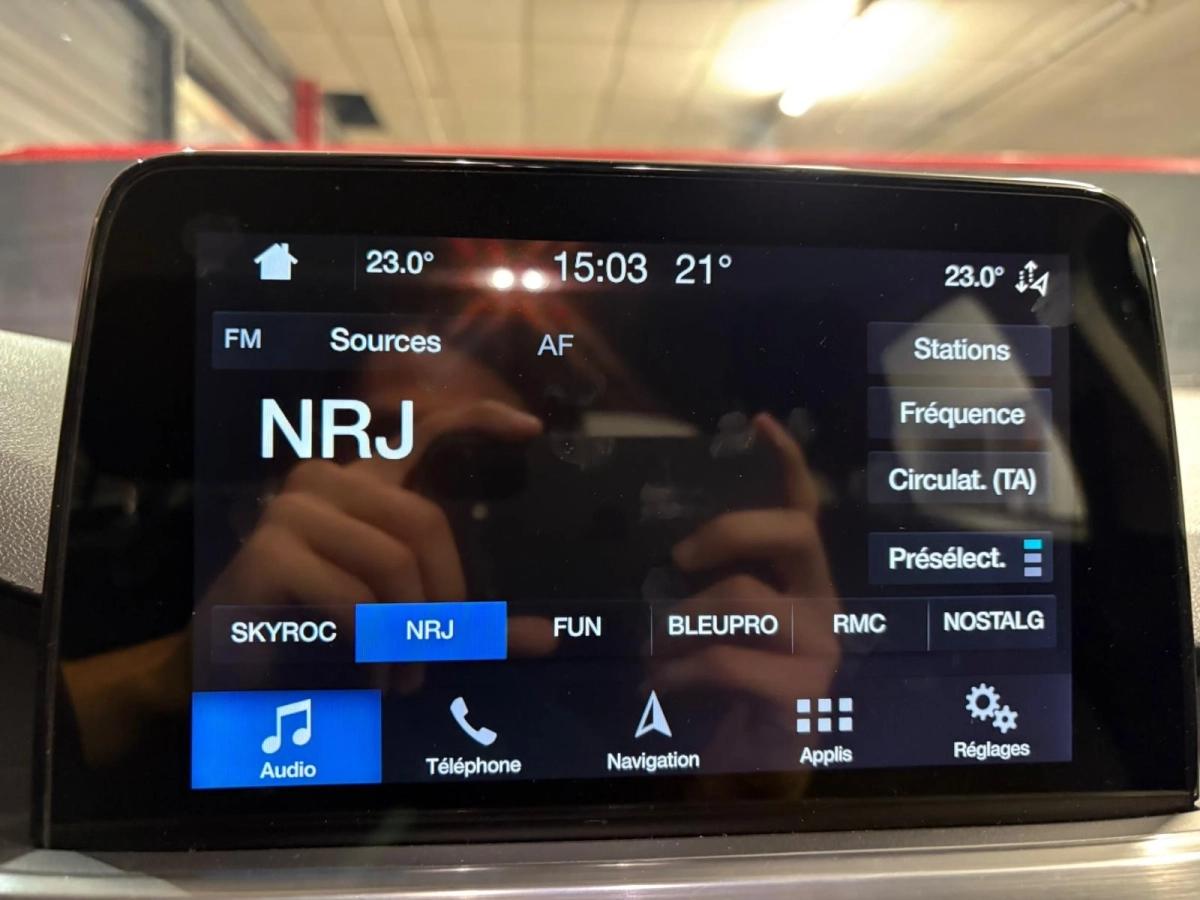 23.0° 15:03 21° 23.0°
FM Sources AF
Stations
NRJ
Fréquence
Circulat. (TA)
Présélect.
SKYROC NRJ FUN BLEUPRO RMC NOSTALG
Audio Téléphone Navigation Applis Réglages